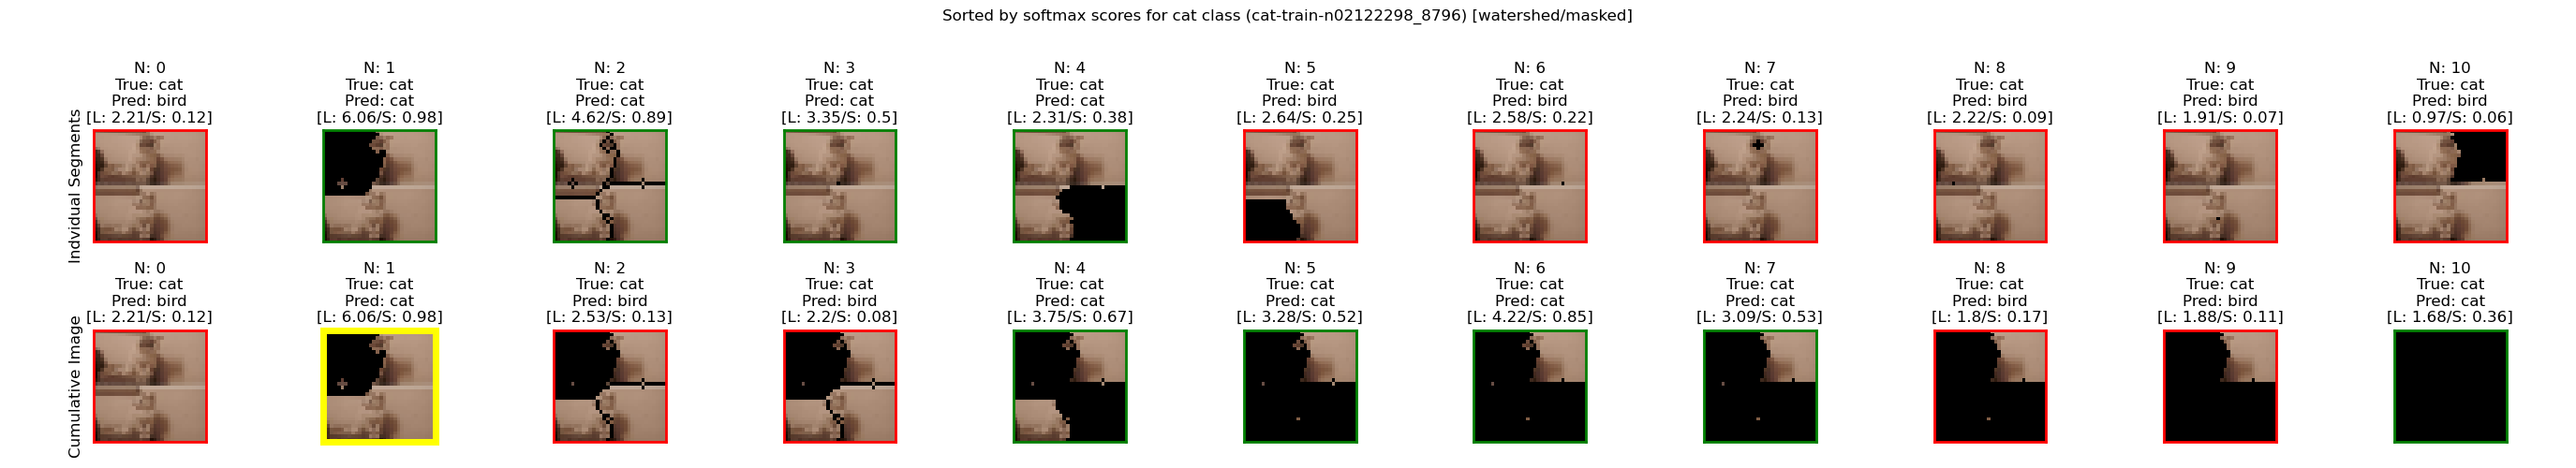 Sorted by softmax scores for cat class (cat-train-n02122298_8796) [watershed/masked]
Indvidual Segments
N: 0
True: cat
Pred: bird
[L: 2.21/S: 0.12]
N: 1
True: cat
Pred: cat
[L: 6.06/S: 0.98]
N: 2
True: cat
Pred: cat
[L: 4.62/S: 0.89]
N: 3
True: cat
Pred: cat
[L: 3.35/S: 0.5]
N: 4
True: cat
Pred: cat
[L: 2.31/S: 0.38]
N: 5
True: cat
Pred: bird
[L: 2.64/S: 0.25]
N: 6
True: cat
Pred: bird
[L: 2.58/S: 0.22]
N: 7
True: cat
Pred: bird
[L: 2.24/S: 0.13]
N: 8
True: cat
Pred: bird
[L: 2.22/S: 0.09]
N: 9
True: cat
Pred: bird
[L: 1.91/S: 0.07]
N: 10
True: cat
Pred: bird
[L: 0.97/S: 0.06]
Cumulative Image
N: 0
True: cat
Pred: bird
[L: 2.21/S: 0.12]
N: 1
True: cat
Pred: cat
[L: 6.06/S: 0.98]
N: 2
True: cat
Pred: bird
[L: 2.53/S: 0.13]
N: 3
True: cat
Pred: bird
[L: 2.2/S: 0.08]
N: 4
True: cat
Pred: cat
[L: 3.75/S: 0.67]
N: 5
True: cat
Pred: cat
[L: 3.28/S: 0.52]
N: 6
True: cat
Pred: cat
[L: 4.22/S: 0.85]
N: 7
True: cat
Pred: cat
[L: 3.09/S: 0.53]
N: 8
True: cat
Pred: bird
[L: 1.8/S: 0.17]
N: 9
True: cat
Pred: bird
[L: 1.88/S: 0.11]
N: 10
True: cat
Pred: cat
[L: 1.68/S: 0.36]